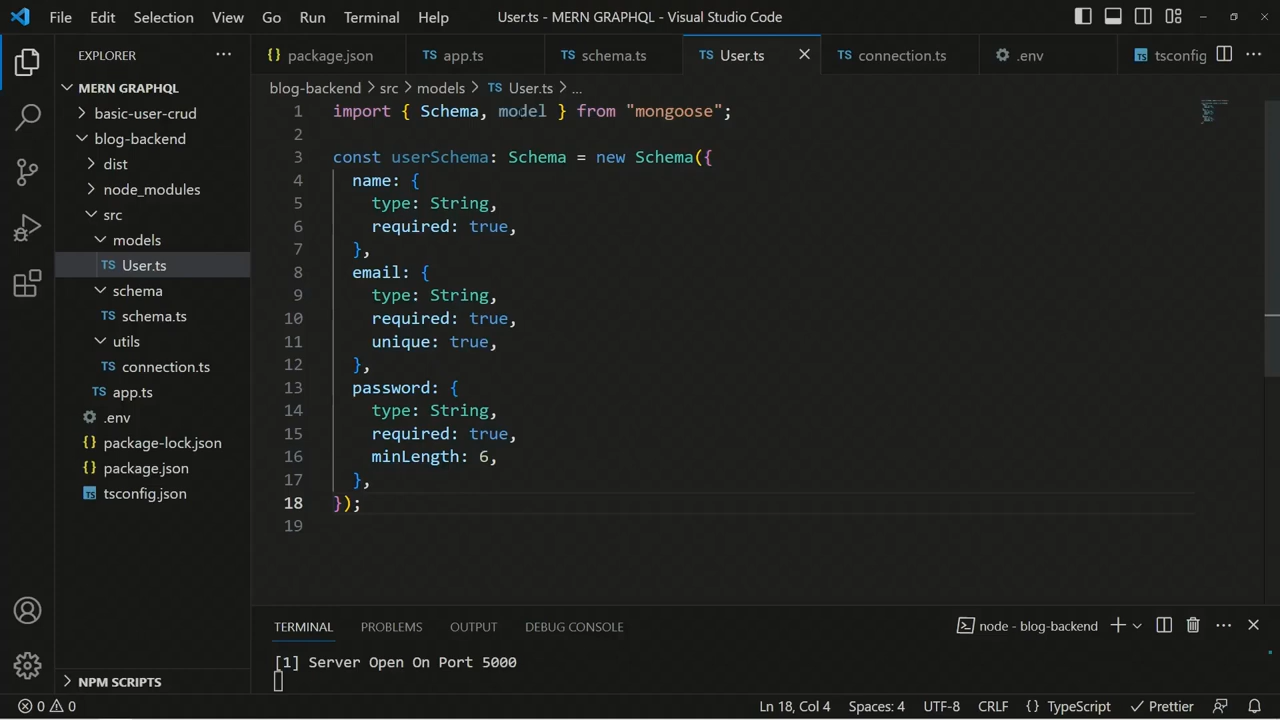 File Edit Selection View Go Run Terminal Help User.ts - MERN GRAPHQL - Visual Studio Code
EXPLORER ...
{} package.json TS app.ts TS schema.ts TS User.ts TS connection.ts .env TS tsconfig ...
blog-backend > src > models > TS User.ts > ...
MERN GRAPHQL
basic-user-crud
blog-backend
dist
node_modules
src
models
TS User.ts
schema
TS schema.ts
utils
TS connection.ts
TS app.ts
.env
{} package-lock.json
{} package.json
TS tsconfig.json
NPM SCRIPTS
1 import { Schema, model } from "mongoose";
2
3 const userSchema: Schema = new Schema({
4 name: {
5 type: String,
6 required: true,
7 },
8 email: {
9 type: String,
10 required: true,
11 unique: true,
12 },
13 password: {
14 type: String,
15 required: true,
16 minLength: 6,
17 },
18 });
19
TERMINAL PROBLEMS OUTPUT DEBUG CONSOLE node - blog-backend ...
[1] Server Open On Port 5000
0 0 Ln 18, Col 4 Spaces: 4 UTF-8 CRLF {} TypeScript Prettier